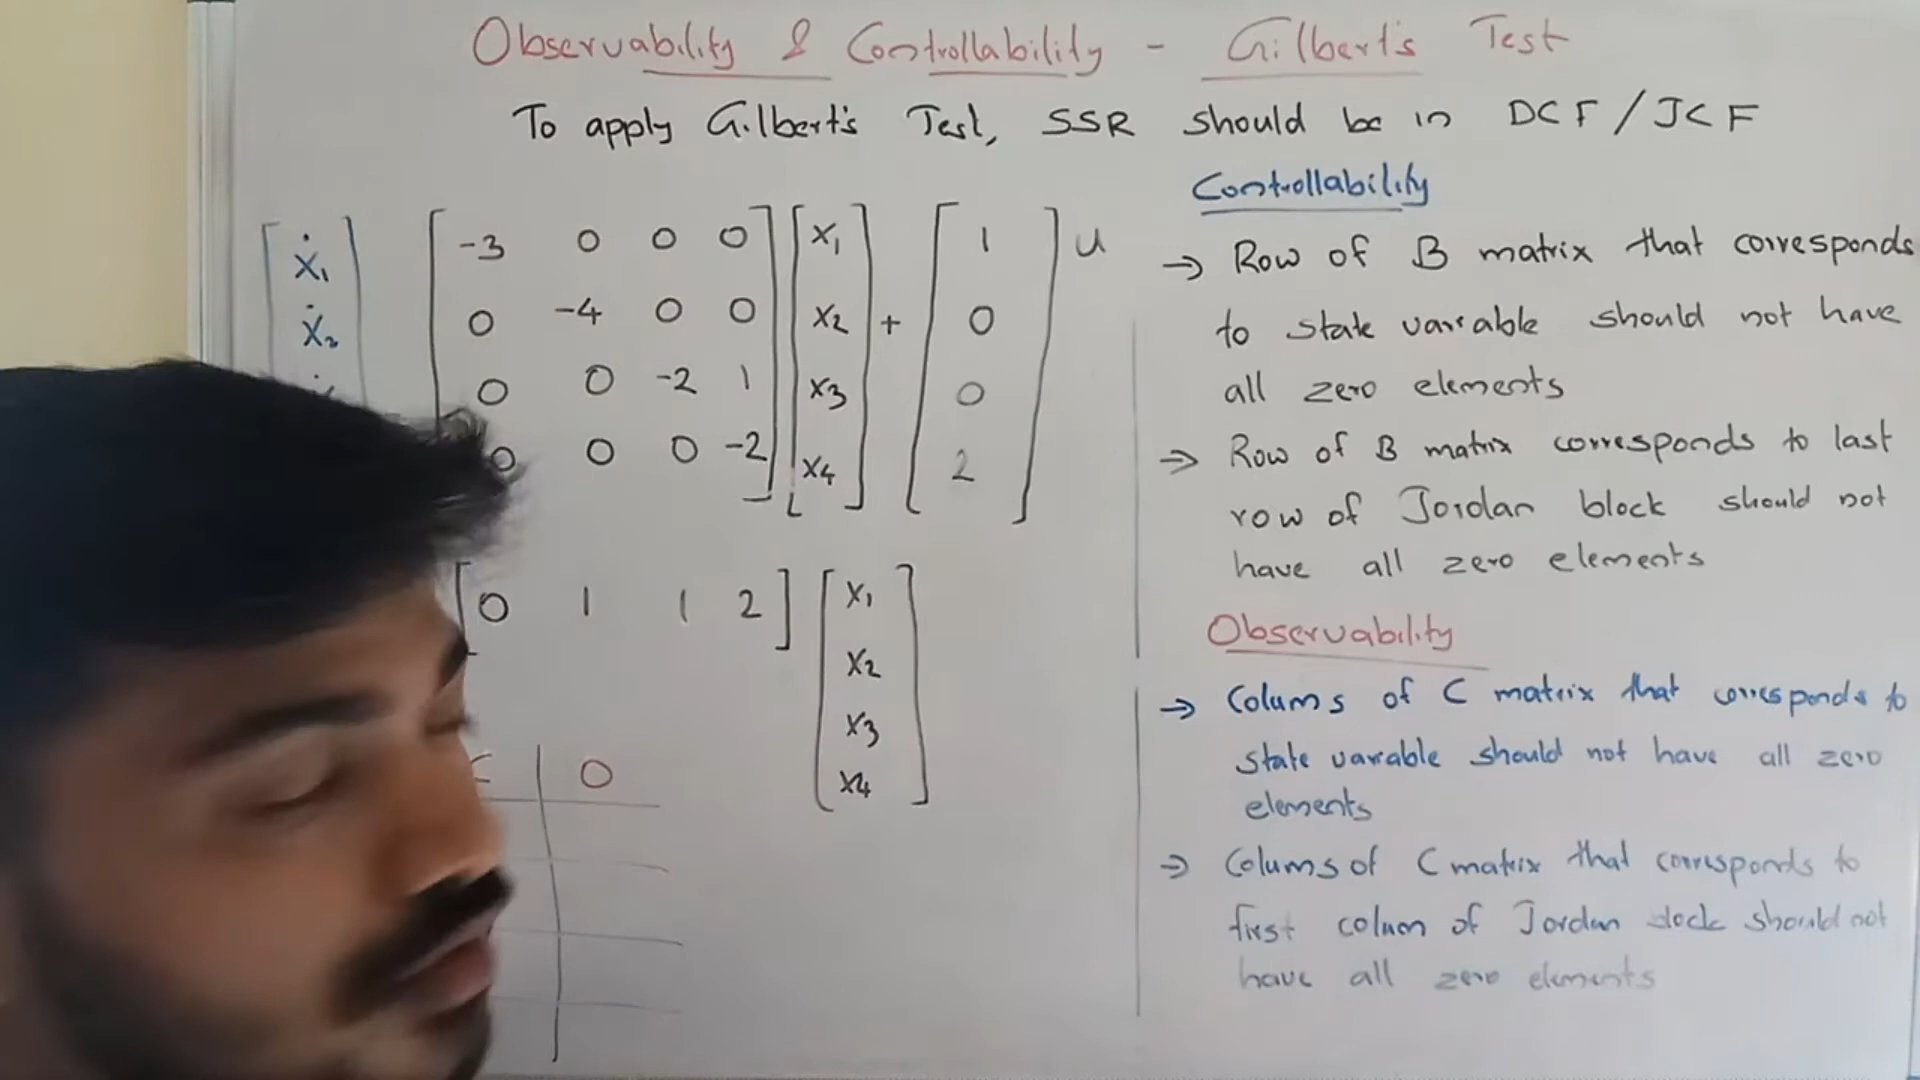 Observability & Controllability - Gilbert's Test
To apply Gilbert's Test, SSR should be in DCF/JCF
ẋ₁ -3 0 0 0 x₁ 1 u
ẋ₂ 0 -4 0 0 x₂ + 0
0 0 -2 1 x₃ 0
0 0 0 -2 x₄ 2
[0 1 1 2] x₁
x₂
x₃
x₄
C | O
Controllability
→ Row of B matrix that corresponds
to state variable should not have
all zero elements
→ Row of B matrix corresponds to last
row of Jordan block should not
have all zero elements
Observability
→ Colums of C matrix that corresponds to
state variable should not have all zero
elements
→ Colums of C matrix that corresponds to
first colum of Jordan block should not
have all zero elements